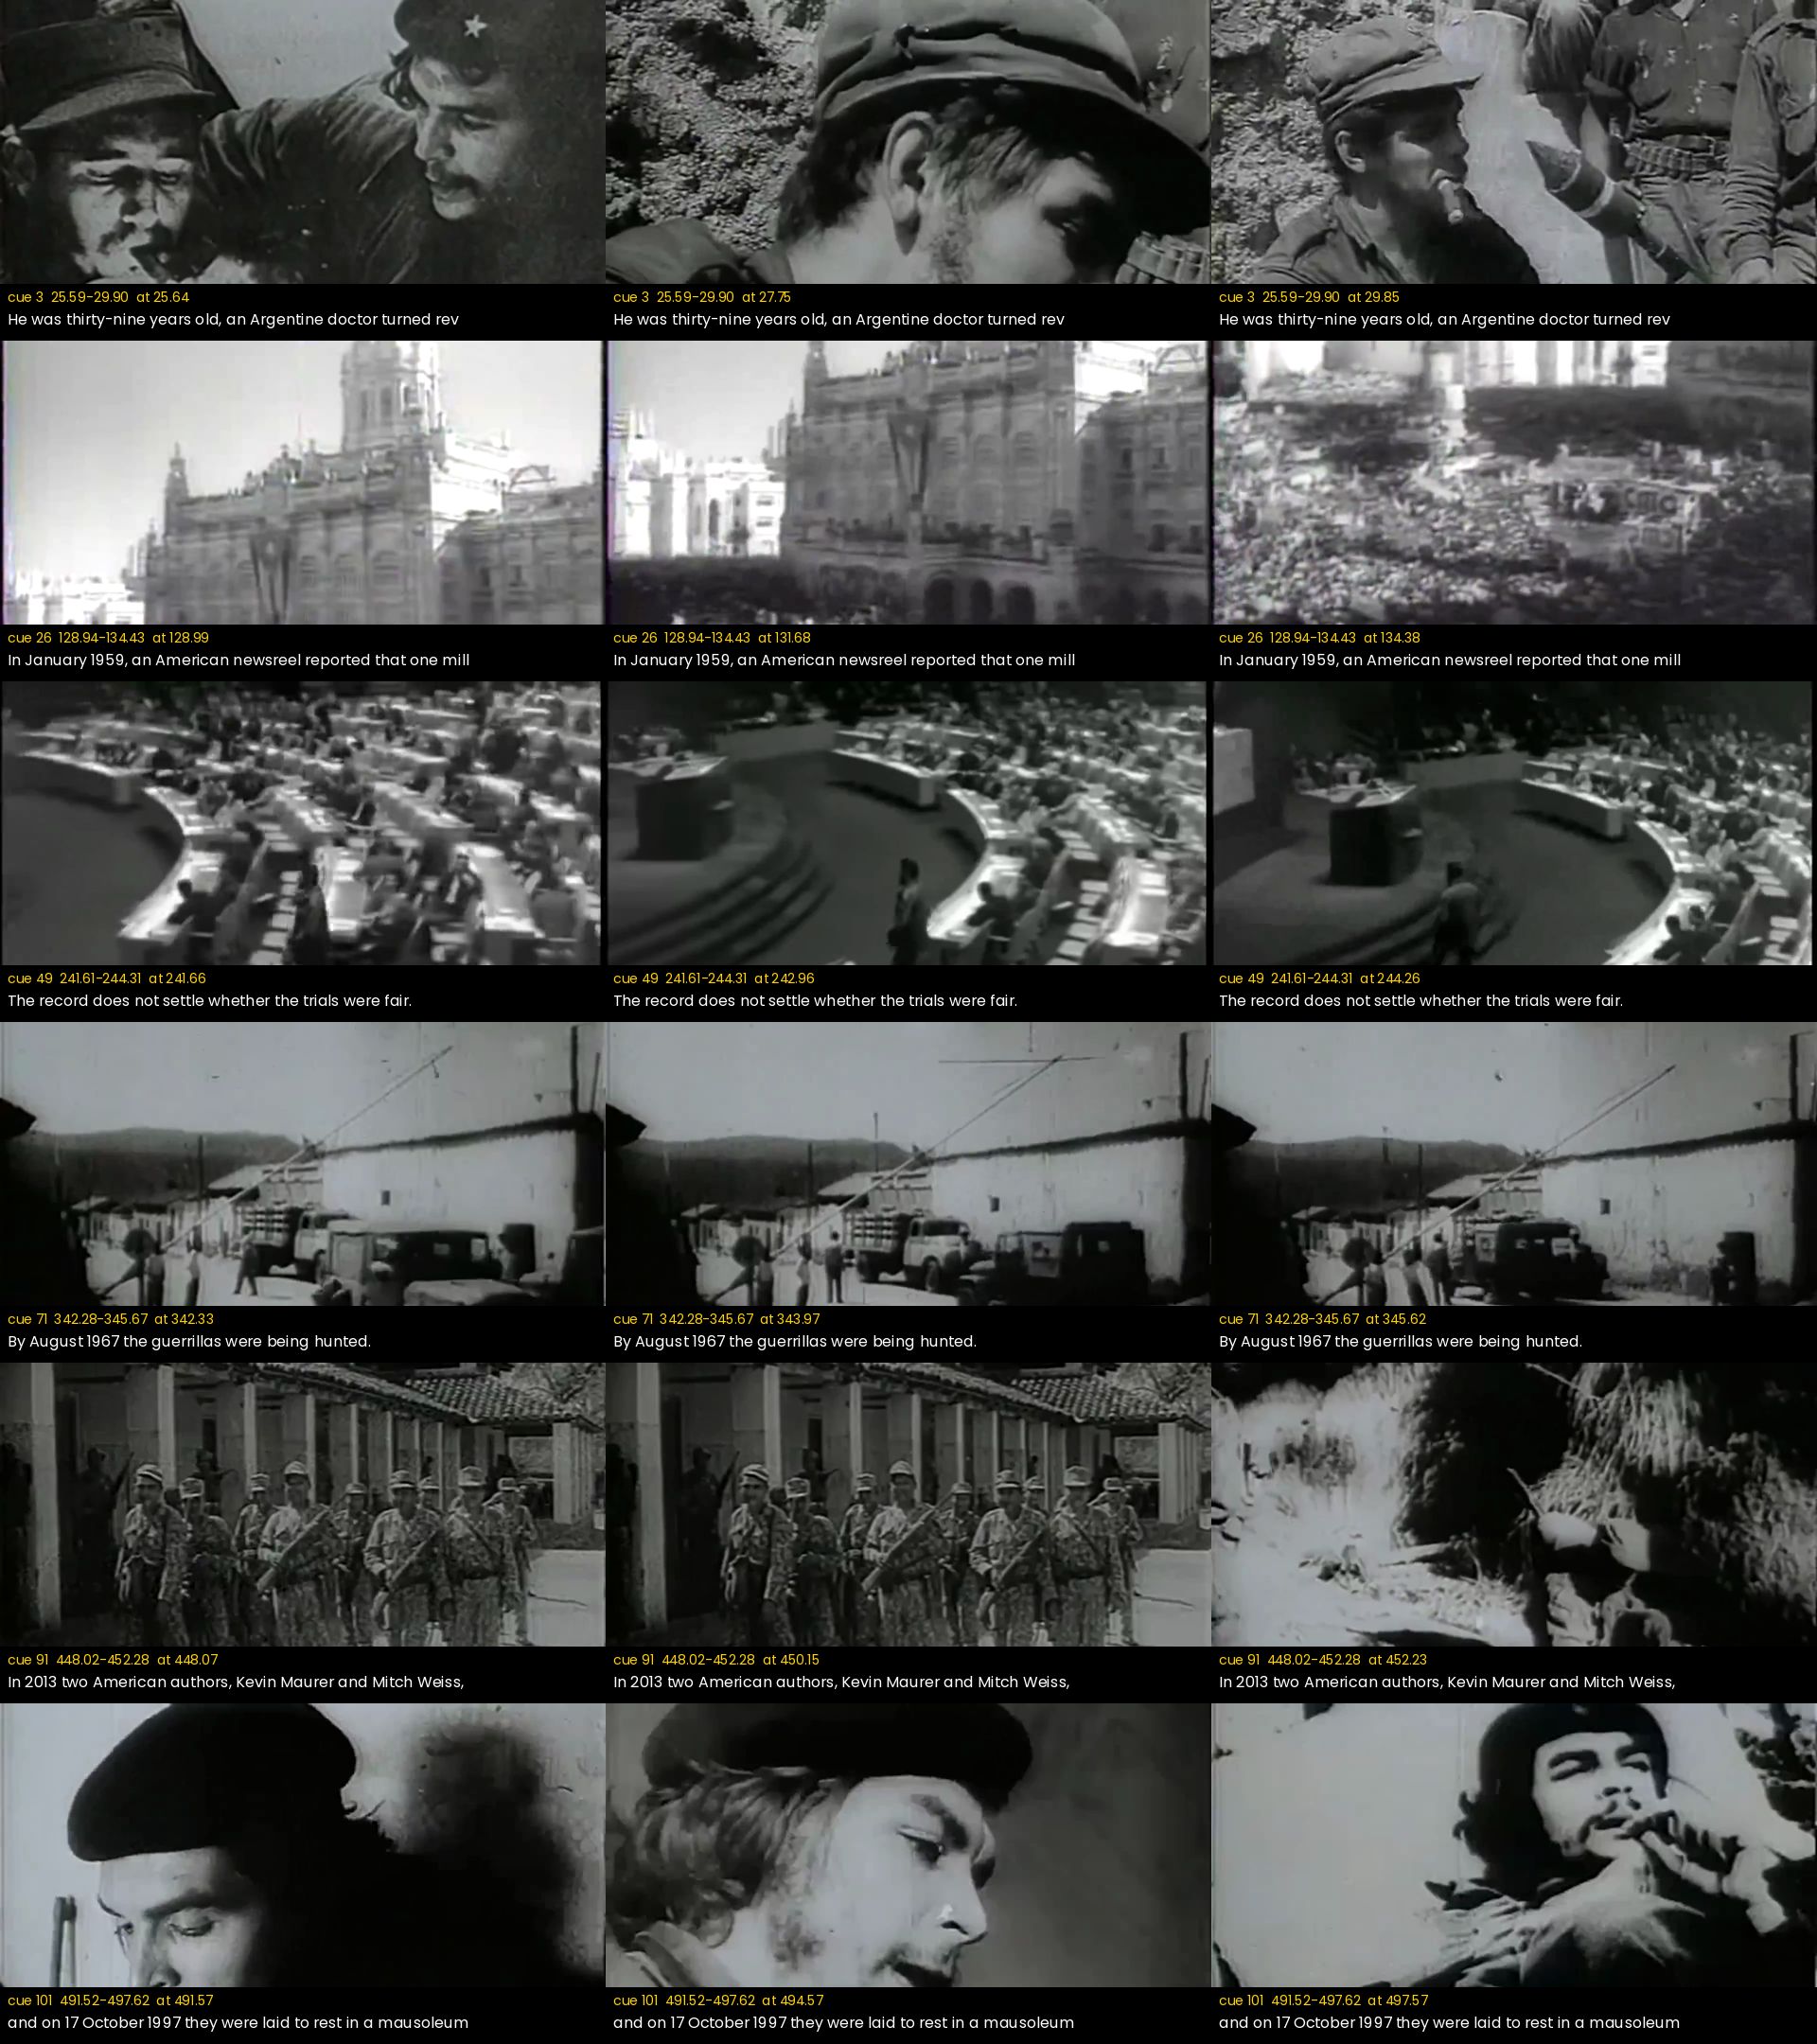 cue 3 25.59-29.90 at 25.64
He was thirty-nine years old, an Argentine doctor turned rev
cue 3 25.59-29.90 at 27.75
He was thirty-nine years old, an Argentine doctor turned rev
cue 3 25.59-29.90 at 29.85
He was thirty-nine years old, an Argentine doctor turned rev
cue 26 128.94-134.43 at 128.99
In January 1959, an American newsreel reported that one mill
cue 26 128.94-134.43 at 131.68
In January 1959, an American newsreel reported that one mill
cue 26 128.94-134.43 at 134.38
In January 1959, an American newsreel reported that one mill
cue 49 241.61-244.31 at 241.66
The record does not settle whether the trials were fair.
cue 49 241.61-244.31 at 242.96
The record does not settle whether the trials were fair.
cue 49 241.61-244.31 at 244.26
The record does not settle whether the trials were fair.
cue 71 342.28-345.67 at 342.33
By August 1967 the guerrillas were being hunted.
cue 71 342.28-345.67 at 343.97
By August 1967 the guerrillas were being hunted.
cue 71 342.28-345.67 at 345.62
By August 1967 the guerrillas were being hunted.
cue 91 448.02-452.28 at 448.07
In 2013 two American authors, Kevin Maurer and Mitch Weiss,
cue 91 448.02-452.28 at 450.15
In 2013 two American authors, Kevin Maurer and Mitch Weiss,
cue 91 448.02-452.28 at 452.23
In 2013 two American authors, Kevin Maurer and Mitch Weiss,
cue 101 491.52-497.62 at 491.57
and on 17 October 1997 they were laid to rest in a mausoleum
cue 101 491.52-497.62 at 494.57
and on 17 October 1997 they were laid to rest in a mausoleum
cue 101 491.52-497.62 at 497.57
and on 17 October 1997 they were laid to rest in a mausoleum